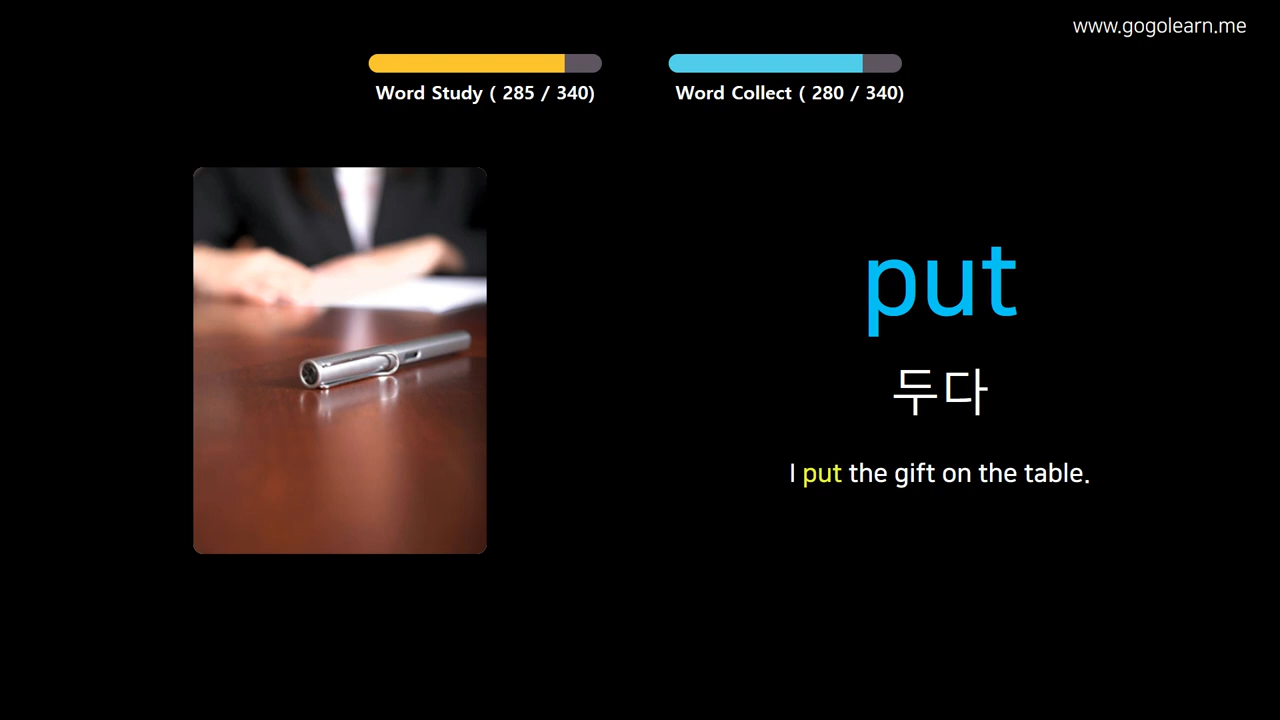 www.gogolearn.me
Word Study ( 285 / 340)
Word Collect ( 280 / 340)
put
두다
I put the gift on the table.